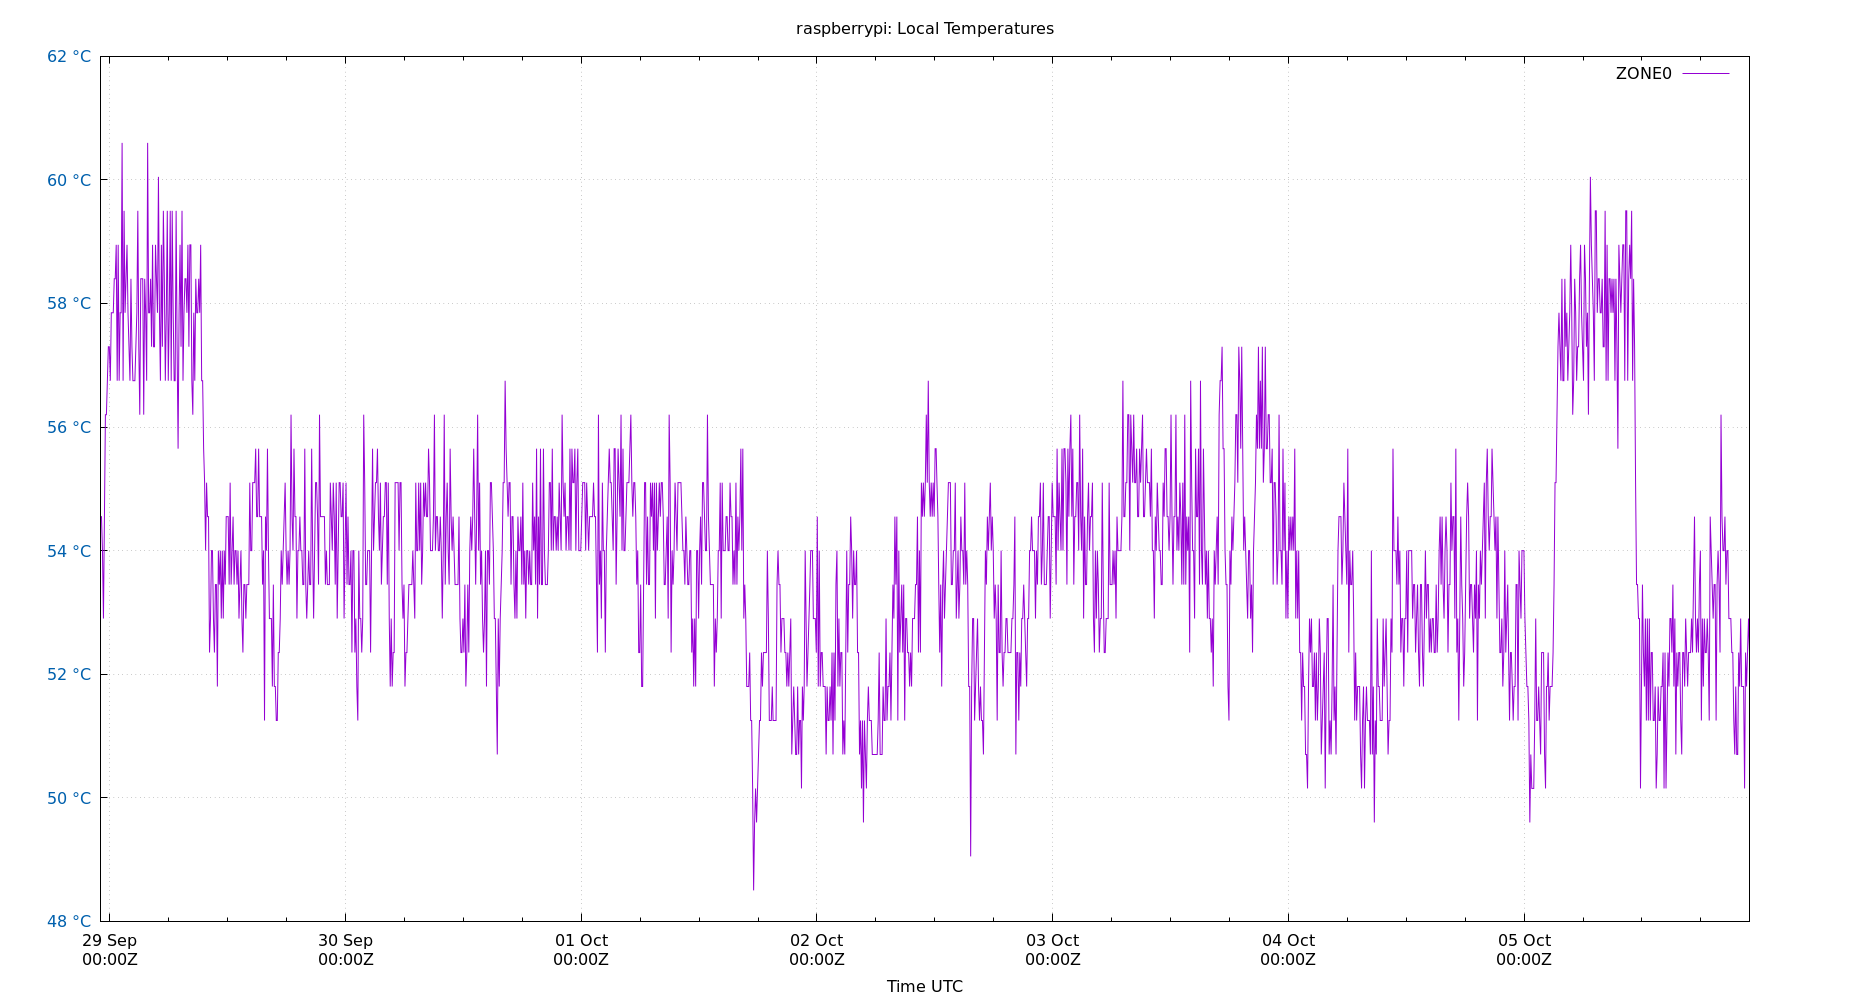 raspberrypi: Local Temperatures
62 °C
ZONE0
60 °C
58 °C
56 °C
54 °C
52 °C
50 °C
48 °C
29 Sep 30 Sep 01 Oct 02 Oct 03 Oct 04 Oct 05 Oct
00:00Z 00:00Z 00:00Z 00:00Z 00:00Z 00:00Z 00:00Z
Time UTC